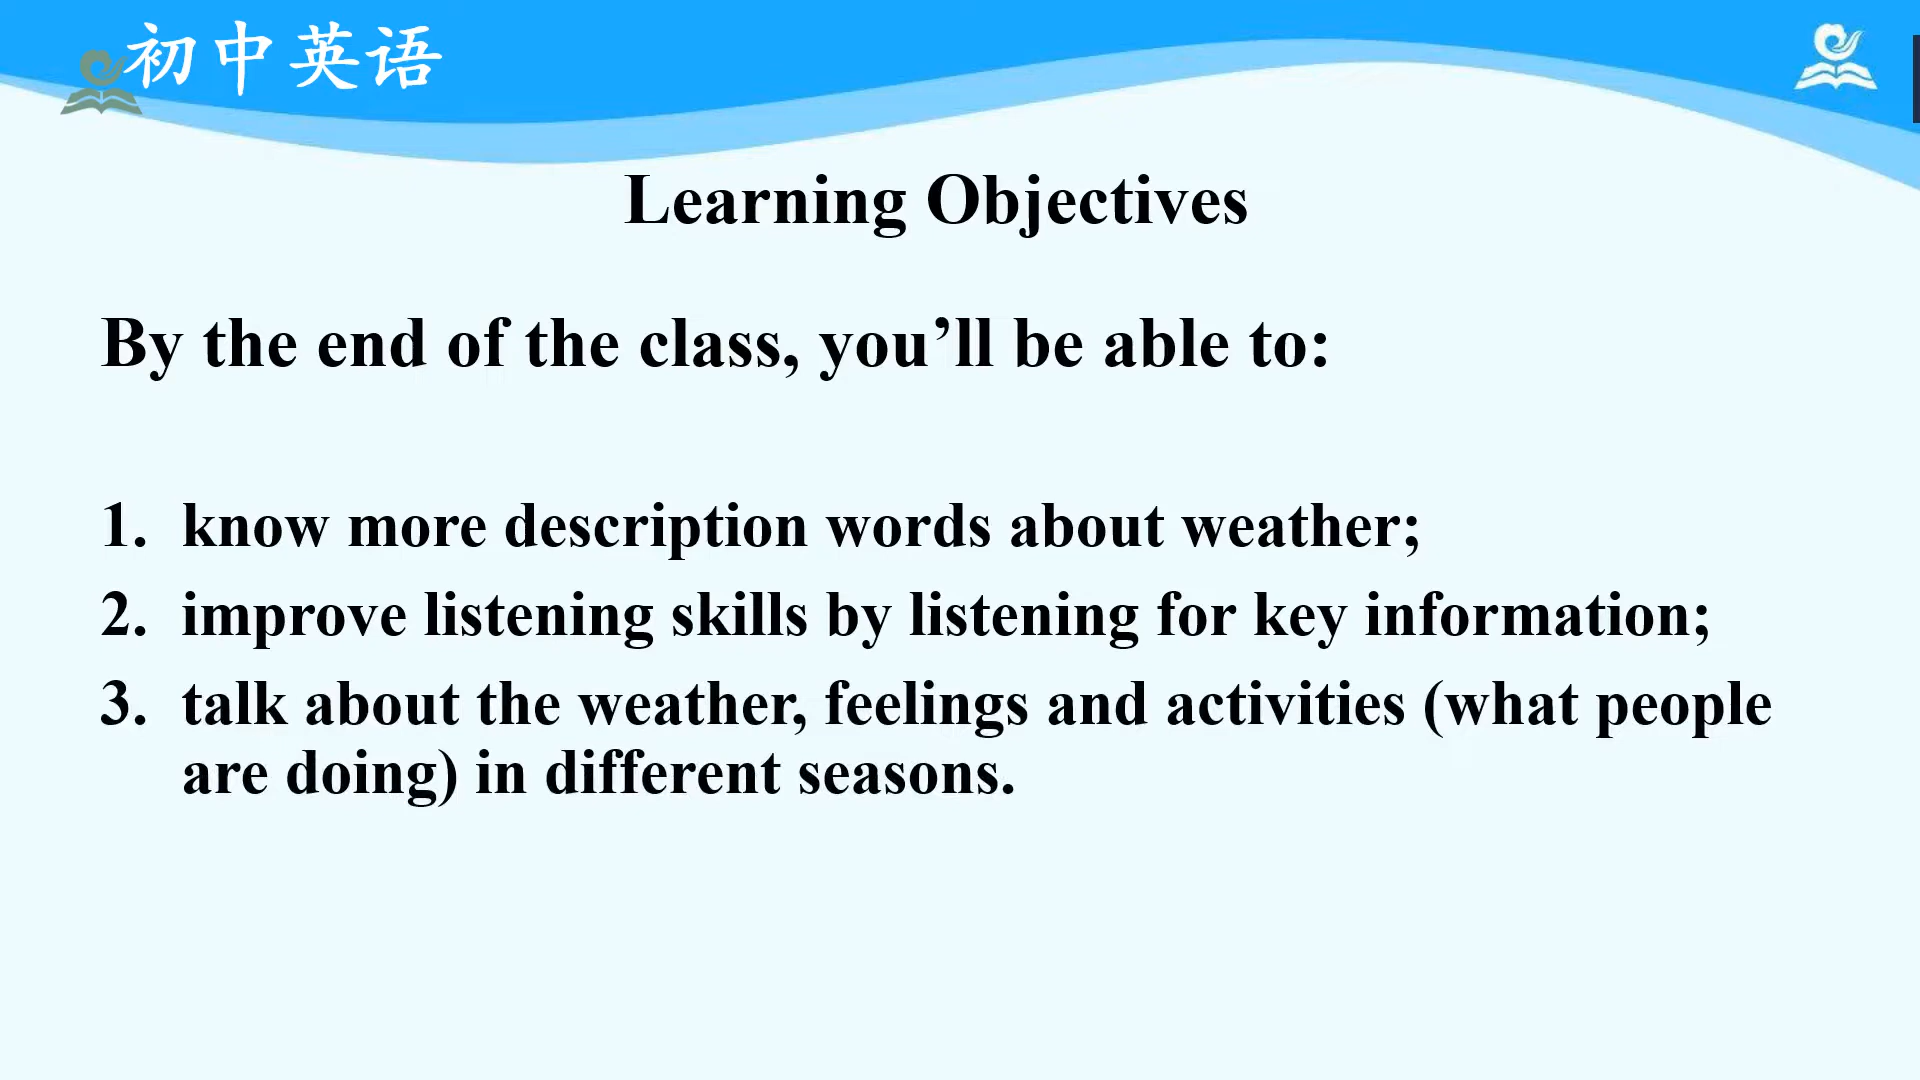 初中英语
Learning Objectives
By the end of the class, you’ll be able to:
1. know more description words about weather;
2. improve listening skills by listening for key information;
3. talk about the weather, feelings and activities (what people
are doing) in different seasons.